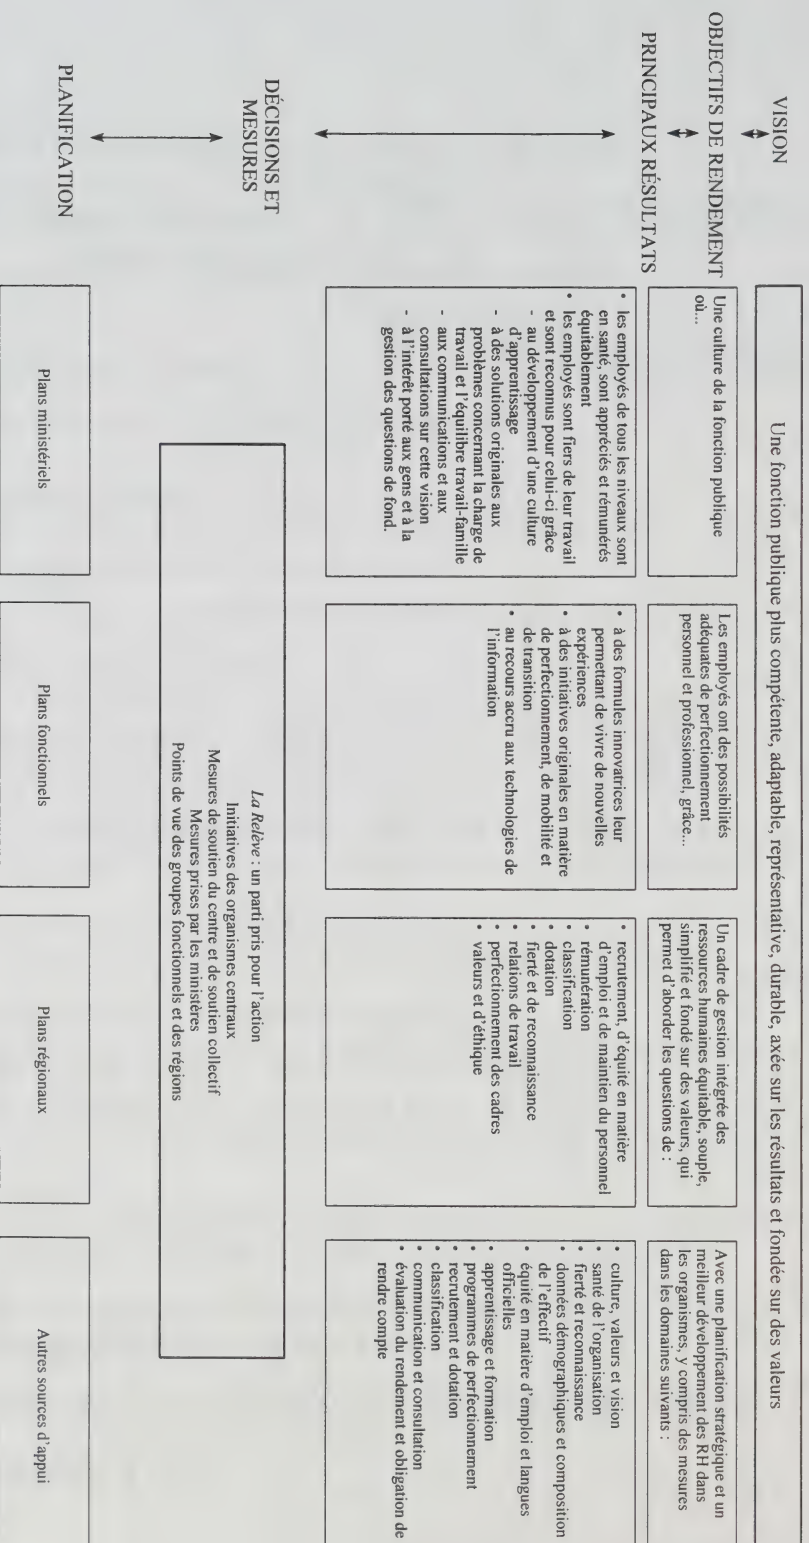 VISION
Une fonction publique plus compétente, adaptable, représentative, durable, axée sur les résultats et fondée sur des valeurs
OBJECTIFS DE RENDEMENT
Une culture de la fonction publique
où...
Les employés ont des possibilités
adéquates de perfectionnement
personnel et professionnel, grâce...
Un cadre de gestion intégrée des
ressources humaines équitable, souple,
simplifié et fondé sur des valeurs, qui
permet d'aborder les questions de :
Avec une planification stratégique et un
meilleur développement des RH dans
les organismes, y compris des mesures
dans les domaines suivants :
PRINCIPAUX RÉSULTATS
• les employés de tous les niveaux sont
en santé, sont appréciés et rémunérés
équitablement
• les employés sont fiers de leur travail
et sont reconnus pour celui-ci grâce
- au développement d'une culture
d'apprentissage
- à des solutions originales aux
problèmes concernant la charge de
travail et l'équilibre travail-famille
- aux communications et aux
consultations sur cette vision
- à l'intérêt porté aux gens et à la
gestion des questions de fond.
• à des formules innovatrices leur
permettant de vivre de nouvelles
expériences
• à des initiatives originales en matière
de perfectionnement, de mobilité et
de transition
• au recours accru aux technologies de
l'information
• recrutement, d'équité en matière
d'emploi et de maintien du personnel
• rémunération
• classification
• dotation
• fierté et de reconnaissance
• relations de travail
• perfectionnement des cadres
• valeurs et d'éthique
• culture, valeurs et vision
• santé de l'organisation
• fierté et reconnaissance
• données démographiques et composition
de l'effectif
• équité en matière d'emploi et langues
officielles
• apprentissage et formation
• programmes de perfectionnement
• recrutement et dotation
• classification
• communication et consultation
• évaluation du rendement et obligation de
rendre compte
DÉCISIONS ET
MESURES
La Relève : un parti pris pour l'action
Initiatives des organismes centraux
Mesures de soutien du centre et de soutien collectif
Mesures prises par les ministères
Points de vue des groupes fonctionnels et des régions
PLANIFICATION
Plans ministériels
Plans fonctionnels
Plans régionaux
Autres sources d'appui